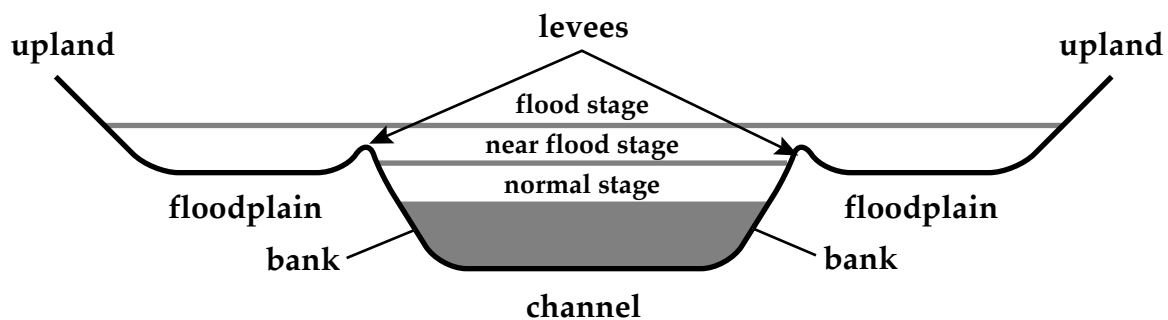 levees
upland
upland
flood stage
near flood stage
normal stage
floodplain
floodplain
bank
bank
channel